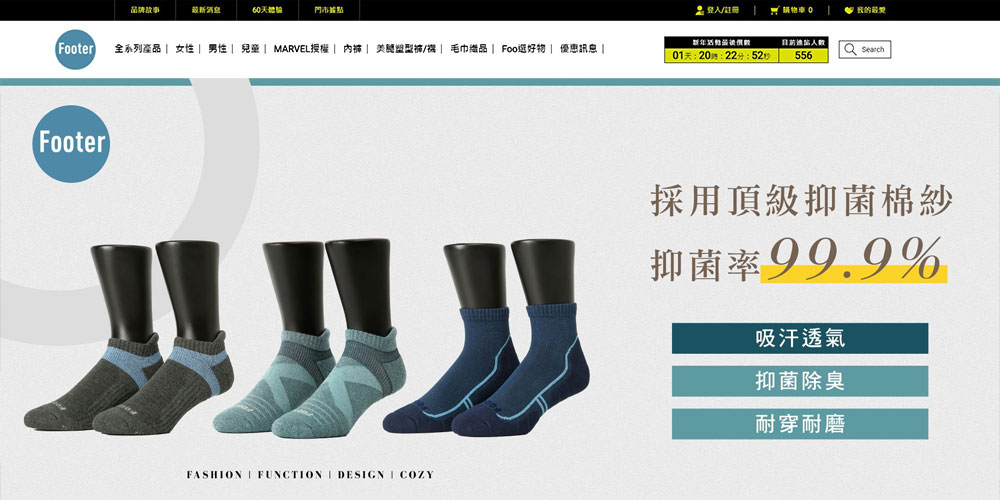 品牌故事 最新消息 60天體驗 門市據點 登入/註冊 | 購物車 0 | 我的最愛
Footer 全系列產品 | 女性 | 男性 | 兒童 | MARVEL授權 | 內褲 | 美腿塑型褲/襪 | 毛巾織品 | Foo逛好物 | 優惠訊息 |
新年活動最後倒數 目前進站人數
01天：20時：22分：52秒 556
Search
Footer
採用頂級抑菌棉紗
抑菌率99.9%
吸汗透氣
抑菌除臭
耐穿耐磨
FASHION | FUNCTION | DESIGN | COZY